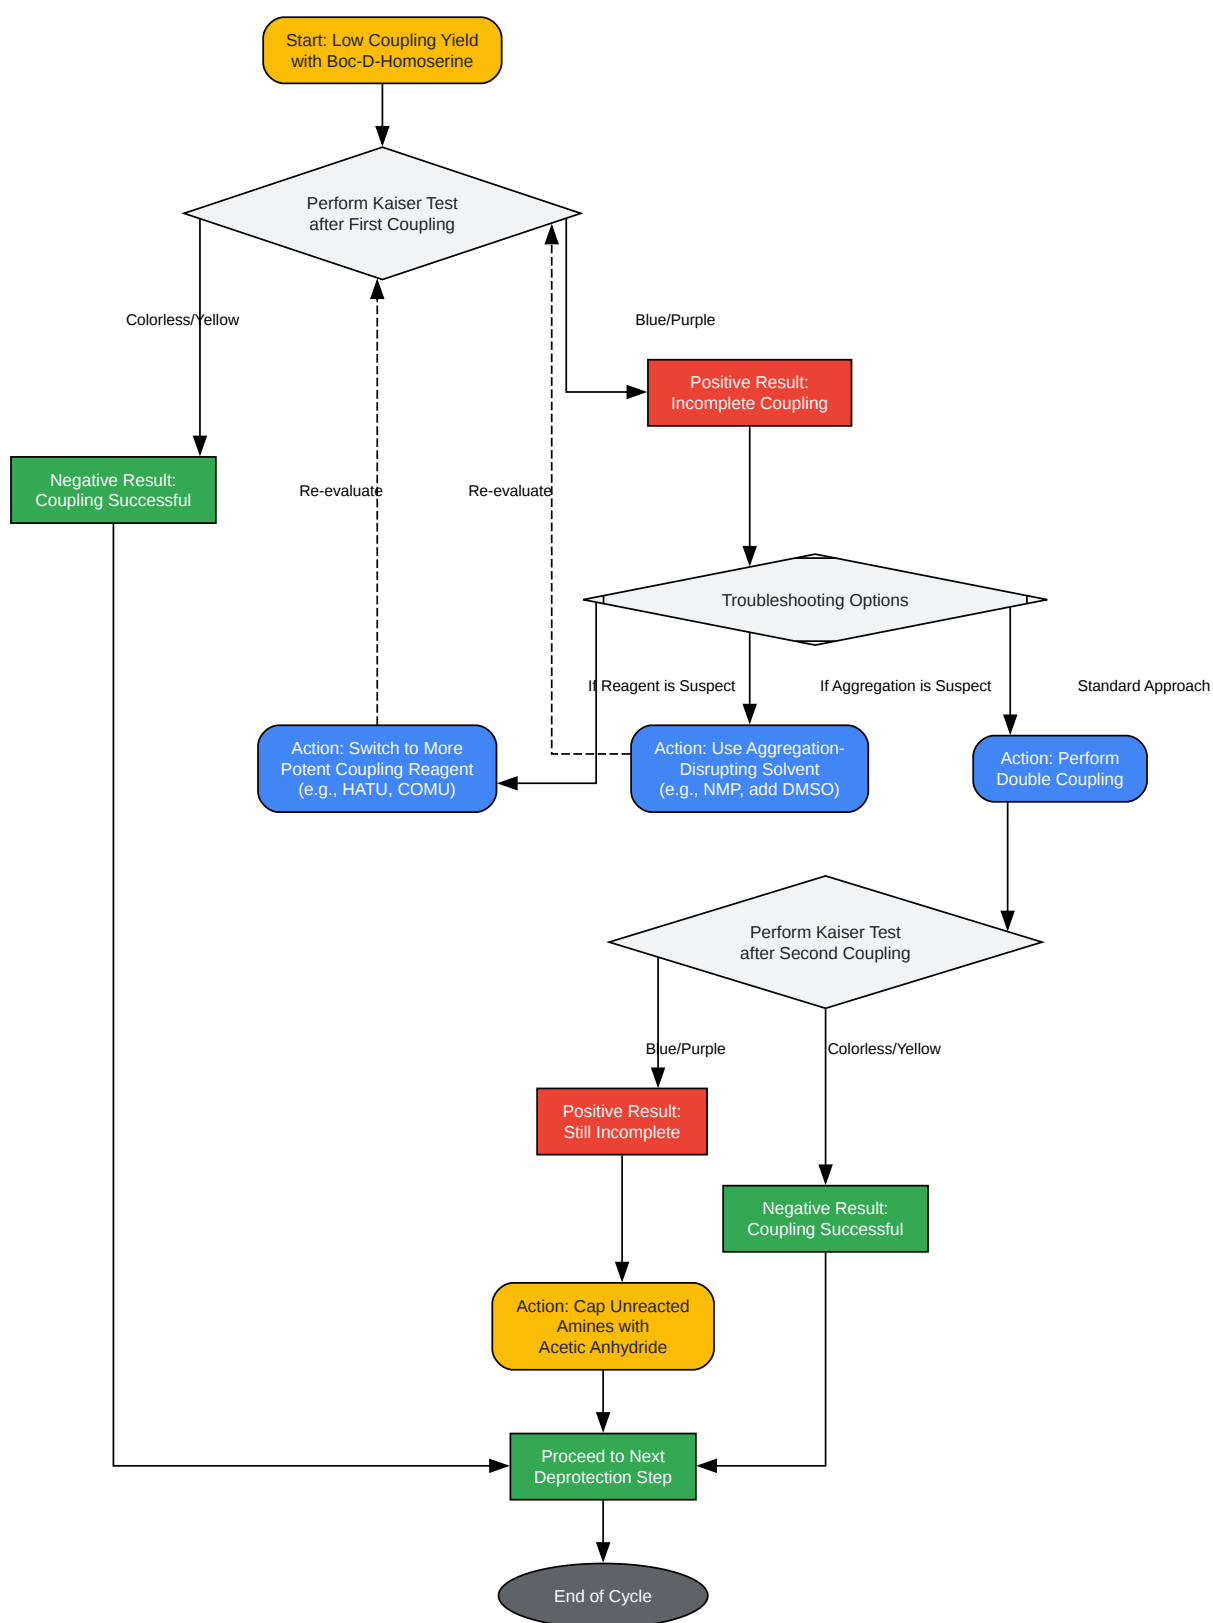 Start: Low Coupling Yield
with Boc-D-Homoserine
Perform Kaiser Test
after First Coupling
Colorless/Yellow
Blue/Purple
Positive Result:
Incomplete Coupling
Negative Result:
Coupling Successful
Re-evaluate
Re-evaluate
Troubleshooting Options
If Reagent is Suspect
If Aggregation is Suspect
Standard Approach
Action: Switch to More
Potent Coupling Reagent
(e.g., HATU, COMU)
Action: Use Aggregation-
Disrupting Solvent
(e.g., NMP, add DMSO)
Action: Perform
Double Coupling
Perform Kaiser Test
after Second Coupling
Blue/Purple
Colorless/Yellow
Positive Result:
Still Incomplete
Negative Result:
Coupling Successful
Action: Cap Unreacted
Amines with
Acetic Anhydride
Proceed to Next
Deprotection Step
End of Cycle